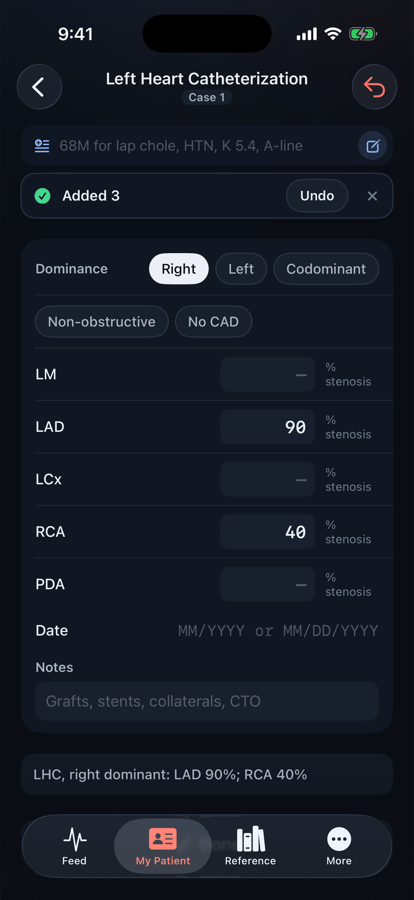 9:41
Left Heart Catheterization
Case 1
68M for lap chole, HTN, K 5.4, A-line
Added 3
Undo
Dominance
Right
Left
Codominant
Non-obstructive
No CAD
LM
—
%
stenosis
LAD
90
%
stenosis
LCx
—
%
stenosis
RCA
40
%
stenosis
PDA
—
%
stenosis
Date
MM/YYYY or MM/DD/YYYY
Notes
Grafts, stents, collaterals, CTO
LHC, right dominant: LAD 90%; RCA 40%
Feed
My Patient
Reference
More